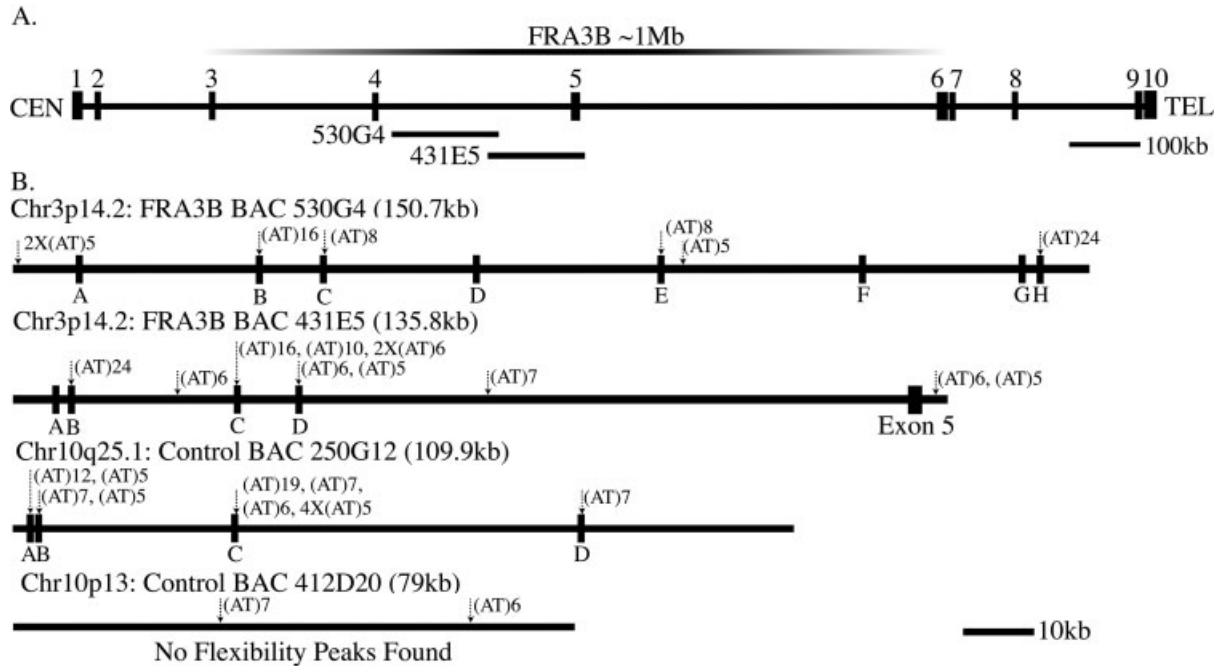 A.
FRA3B ~1Mb
1 2 3 4 5 6 7 8 9 10
CEN TEL
530G4
431E5 100kb
B.
Chr3p14.2: FRA3B BAC 530G4 (150.7kb)
2X(AT)5 (AT)16 (AT)8 (AT)8 (AT)5 (AT)24
A B C D E F G H
Chr3p14.2: FRA3B BAC 431E5 (135.8kb)
(AT)16, (AT)10, 2X(AT)6
(AT)24 (AT)6 (AT)6, (AT)5 (AT)7 (AT)6, (AT)5
A B C D Exon 5
Chr10q25.1: Control BAC 250G12 (109.9kb)
(AT)12, (AT)5 (AT)19, (AT)7, (AT)7
(AT)7, (AT)5 (AT)6, 4X(AT)5
A B C D
Chr10p13: Control BAC 412D20 (79kb)
(AT)7 (AT)6
10kb
No Flexibility Peaks Found